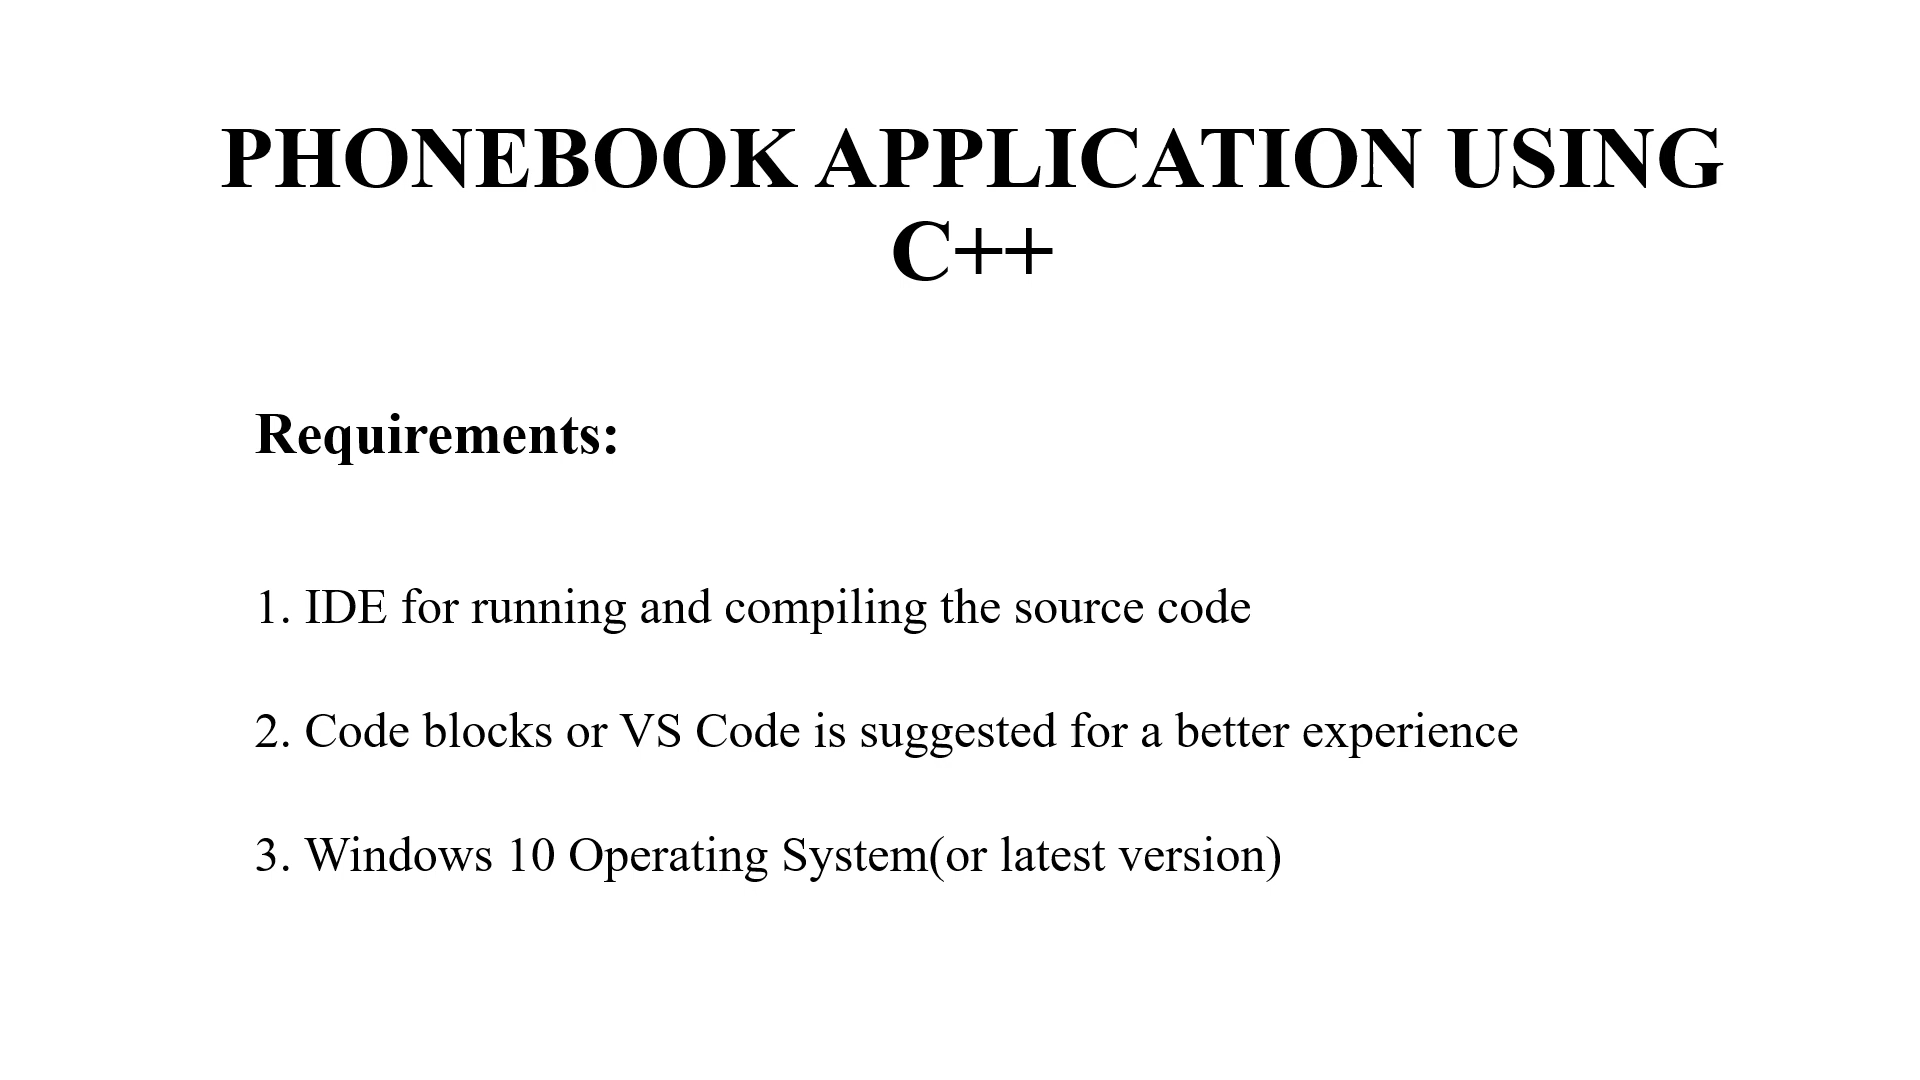 PHONEBOOK APPLICATION USING
C++
Requirements:
1. IDE for running and compiling the source code
2. Code blocks or VS Code is suggested for a better experience
3. Windows 10 Operating System(or latest version)